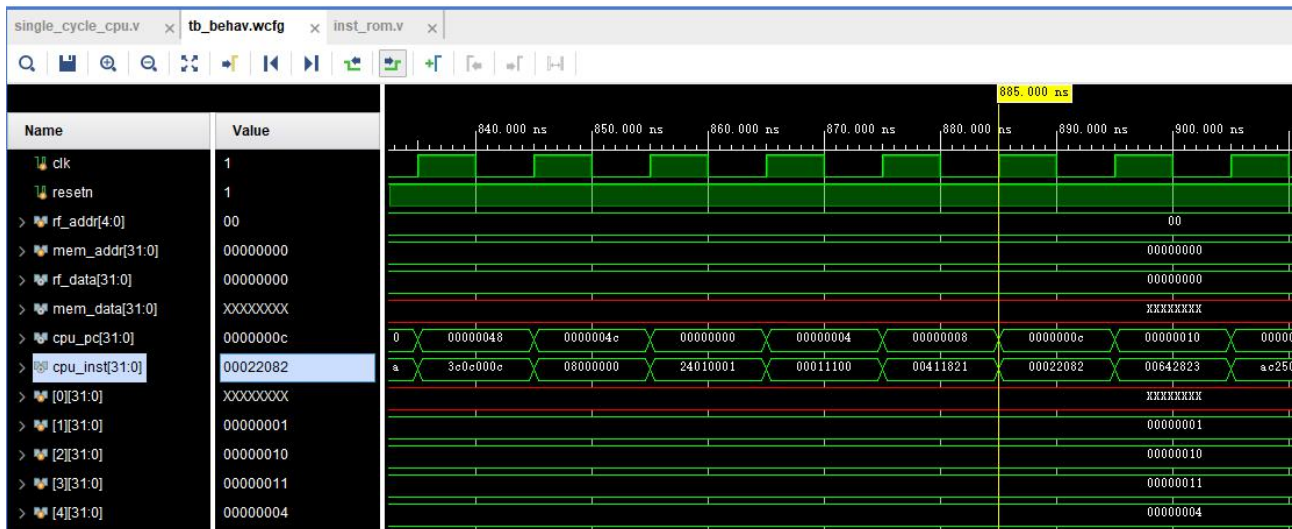 single_cycle_cpu.v × tb_behav.wcfg × inst_rom.v ×
885.000 ns
Name Value
840.000 ns 850.000 ns 860.000 ns 870.000 ns 880.000 ns 890.000 ns 900.000 ns
clk 1
resetn 1
rf_addr[4:0] 00 00
mem_addr[31:0] 00000000 00000000
rf_data[31:0] 00000000 00000000
mem_data[31:0] XXXXXXXX XXXXXXXX
cpu_pc[31:0] 0000000c 0 00000048 0000004c 00000000 00000004 00000008 0000000c 00000010 00000
cpu_inst[31:0] 00022082 a 3c0c000c 08000000 24010001 00011100 00411821 00022082 00642823 ac250
[0][31:0] XXXXXXXX XXXXXXXX
[1][31:0] 00000001 00000001
[2][31:0] 00000010 00000010
[3][31:0] 00000011 00000011
[4][31:0] 00000004 00000004